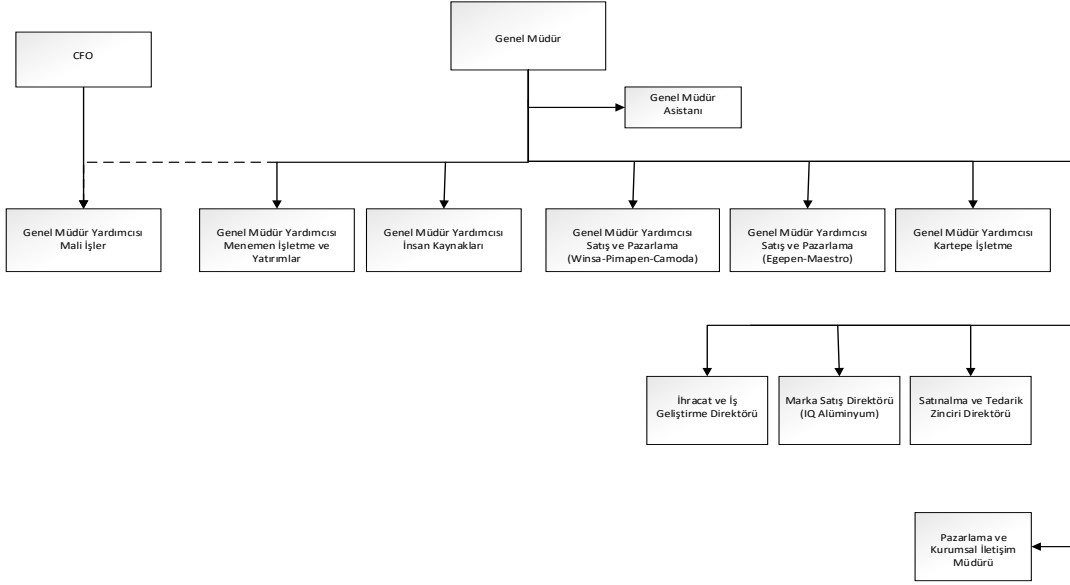 CFO
Genel Müdür
Genel Müdür
Asistanı
Genel Müdür Yardımcısı
Mali İşler
Genel Müdür Yardımcısı
Menemen İşletme ve
Yatırımlar
Genel Müdür Yardımcısı
İnsan Kaynakları
Genel Müdür Yardımcısı
Satış ve Pazarlama
(Winsa-Pimapen-Camoda)
Genel Müdür Yardımcısı
Satış ve Pazarlama
(Egepen-Maestro)
Genel Müdür Yardımcısı
Kartepe İşletme
İhracat ve İş
Geliştirme Direktörü
Marka Satış Direktörü
(IQ Alüminyum)
Satınalma ve Tedarik
Zinciri Direktörü
Pazarlama ve
Kurumsal İletişim
Müdürü